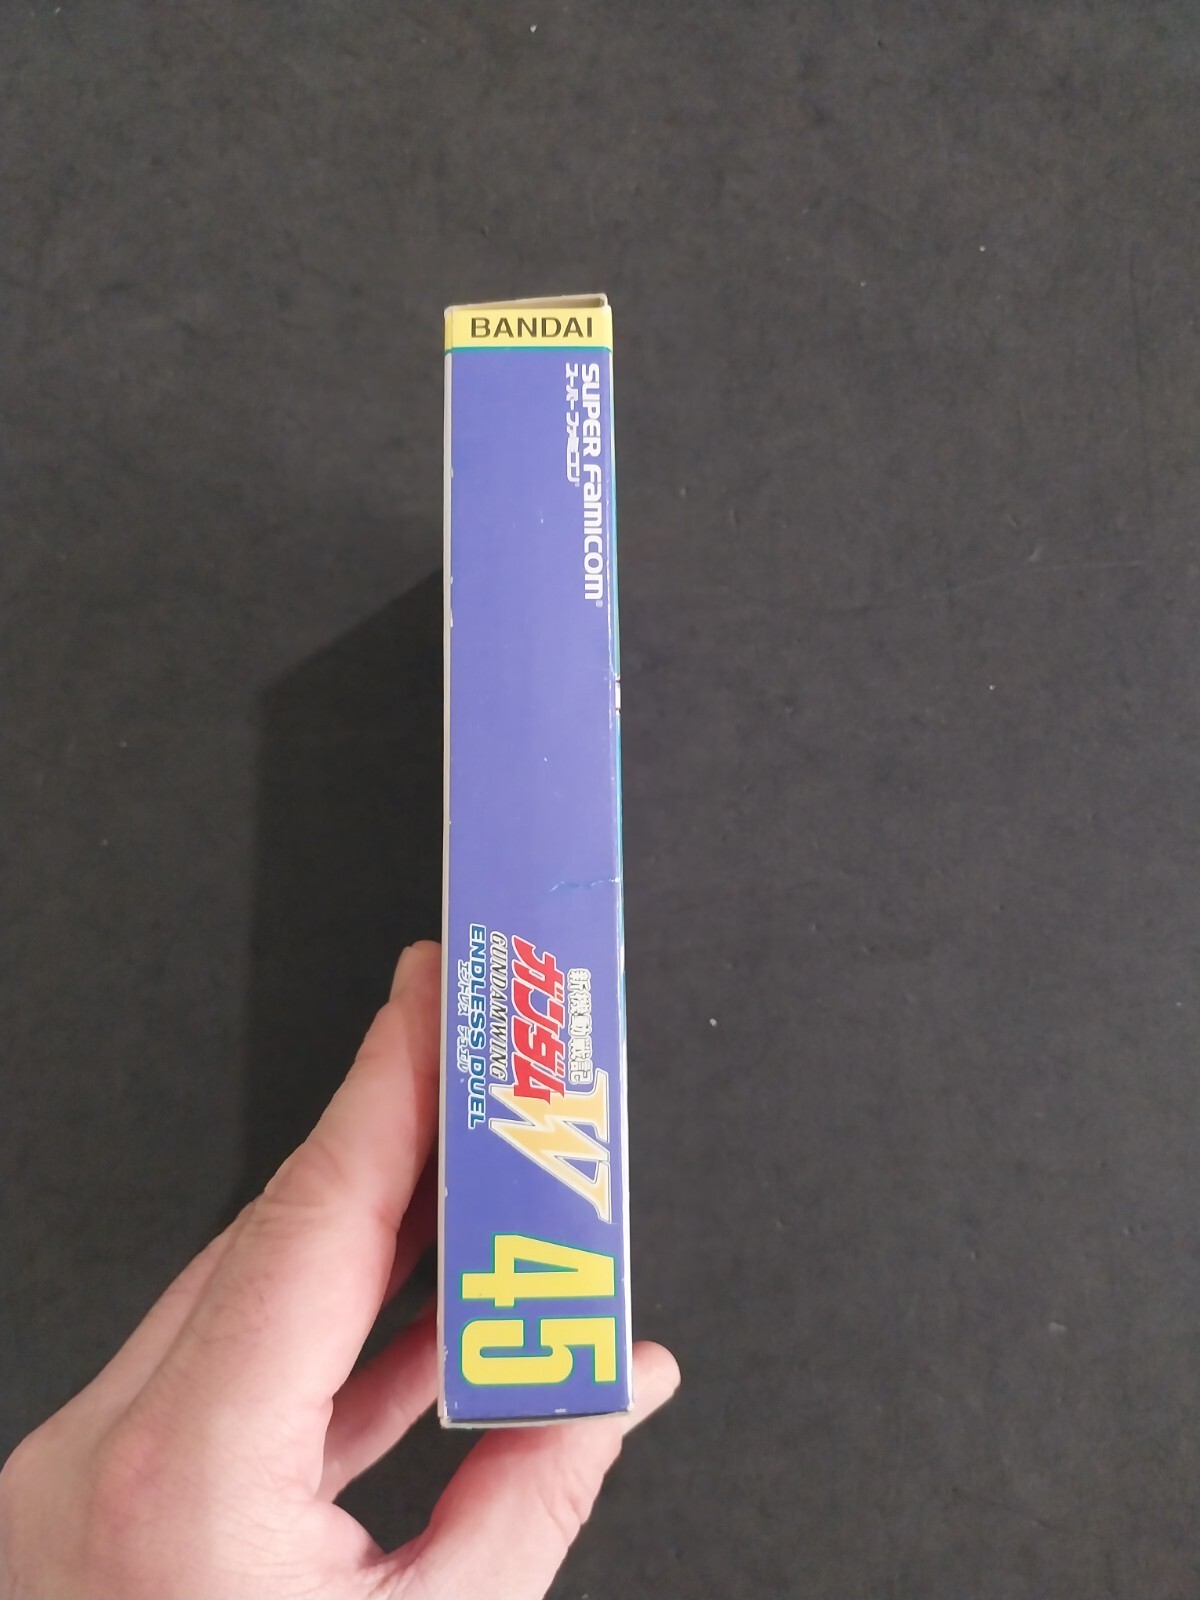 BANDAI
SUPER FAMICOM
スーパーファミコン
新機動戦記
ガンダムW
GUNDAMWING
ENDLESS DUEL
エンドレス デュエル
45